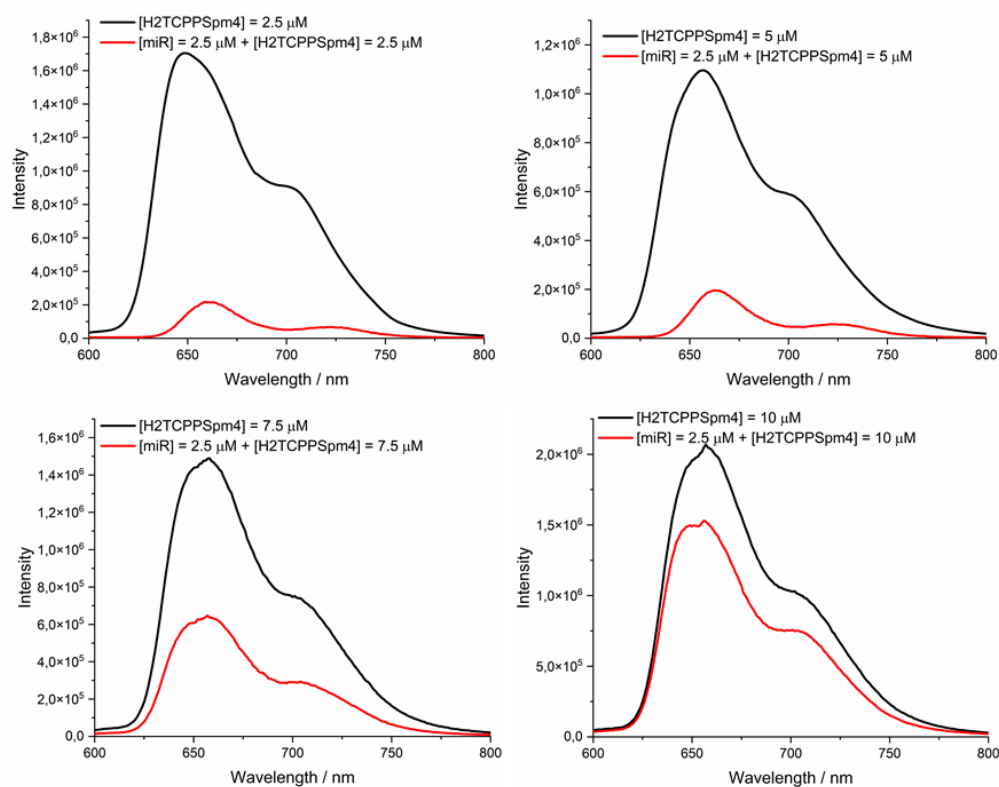 [H2TCPPSpm4] = 2.5 μM
[miR] = 2.5 μM + [H2TCPPSpm4] = 2.5 μM
1,8×10⁶
1,6×10⁶
1,4×10⁶
1,2×10⁶
1,0×10⁶
8,0×10⁵
6,0×10⁵
4,0×10⁵
2,0×10⁵
0,0
Intensity
600 650 700 750 800
Wavelength / nm
[H2TCPPSpm4] = 5 μM
[miR] = 2.5 μM + [H2TCPPSpm4] = 5 μM
1,2×10⁶
1,0×10⁶
8,0×10⁵
6,0×10⁵
4,0×10⁵
2,0×10⁵
0,0
Intensity
600 650 700 750 800
Wavelength / nm
[H2TCPPSpm4] = 7.5 μM
[miR] = 2.5 μM + [H2TCPPSpm4] = 7.5 μM
1,6×10⁶
1,4×10⁶
1,2×10⁶
1,0×10⁶
8,0×10⁵
6,0×10⁵
4,0×10⁵
2,0×10⁵
0,0
Intensity
600 650 700 750 800
Wavelength / nm
[H2TCPPSpm4] = 10 μM
[miR] = 2.5 μM + [H2TCPPSpm4] = 10 μM
2,0×10⁶
1,5×10⁶
1,0×10⁶
5,0×10⁵
0,0
Intensity
600 650 700 750 800
Wavelength / nm